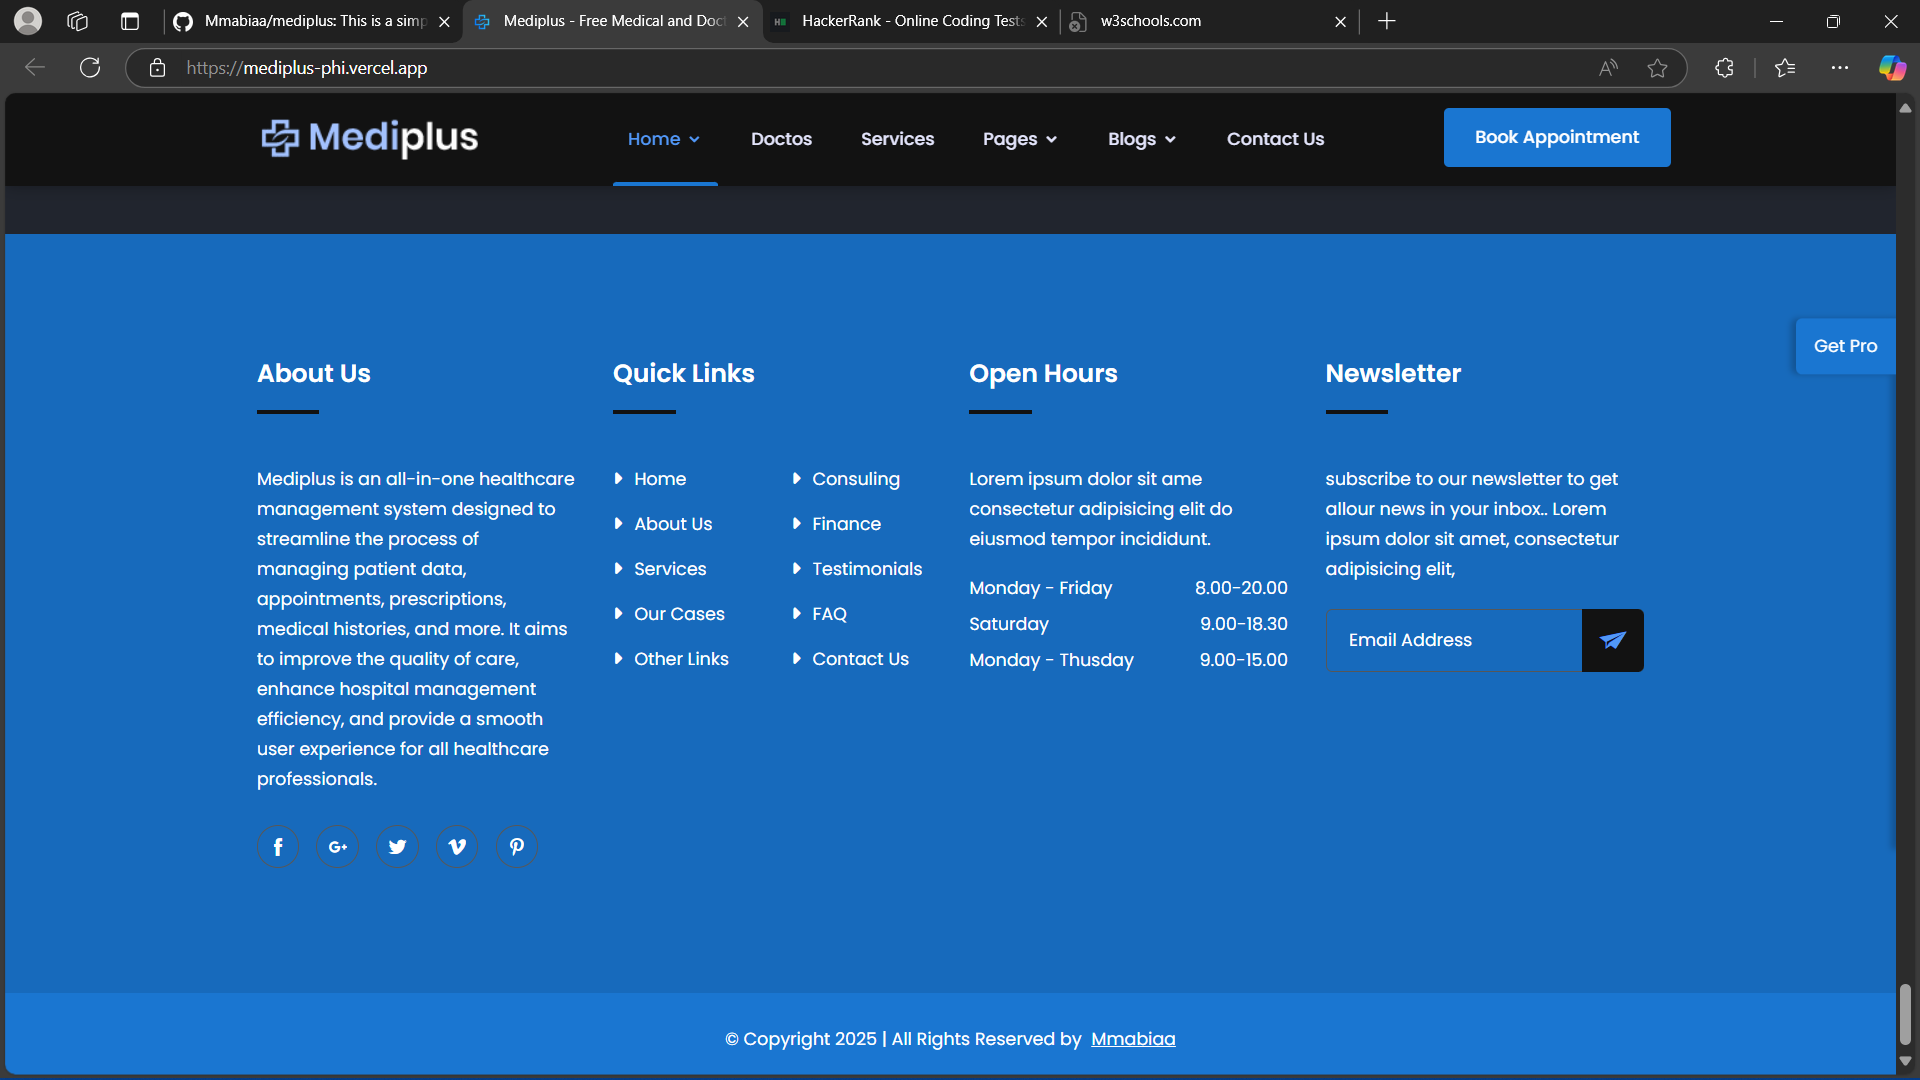 Mmabiaa/mediplus: This is a simp
Mediplus - Free Medical and Doct
HackerRank - Online Coding Tests
w3schools.com
https://mediplus-phi.vercel.app
Mediplus
Home
Doctos
Services
Pages
Blogs
Contact Us
Book Appointment
Get Pro
About Us
Mediplus is an all-in-one healthcare
management system designed to
streamline the process of
managing patient data,
appointments, prescriptions,
medical histories, and more. It aims
to improve the quality of care,
enhance hospital management
efficiency, and provide a smooth
user experience for all healthcare
professionals.
Quick Links
Home
About Us
Services
Our Cases
Other Links
Consuling
Finance
Testimonials
FAQ
Contact Us
Open Hours
Lorem ipsum dolor sit ame
consectetur adipisicing elit do
eiusmod tempor incididunt.
Monday - Friday 8.00-20.00
Saturday 9.00-18.30
Monday - Thusday 9.00-15.00
Newsletter
subscribe to our newsletter to get
allour news in your inbox.. Lorem
ipsum dolor sit amet, consectetur
adipisicing elit,
Email Address
© Copyright 2025 | All Rights Reserved by Mmabiaa